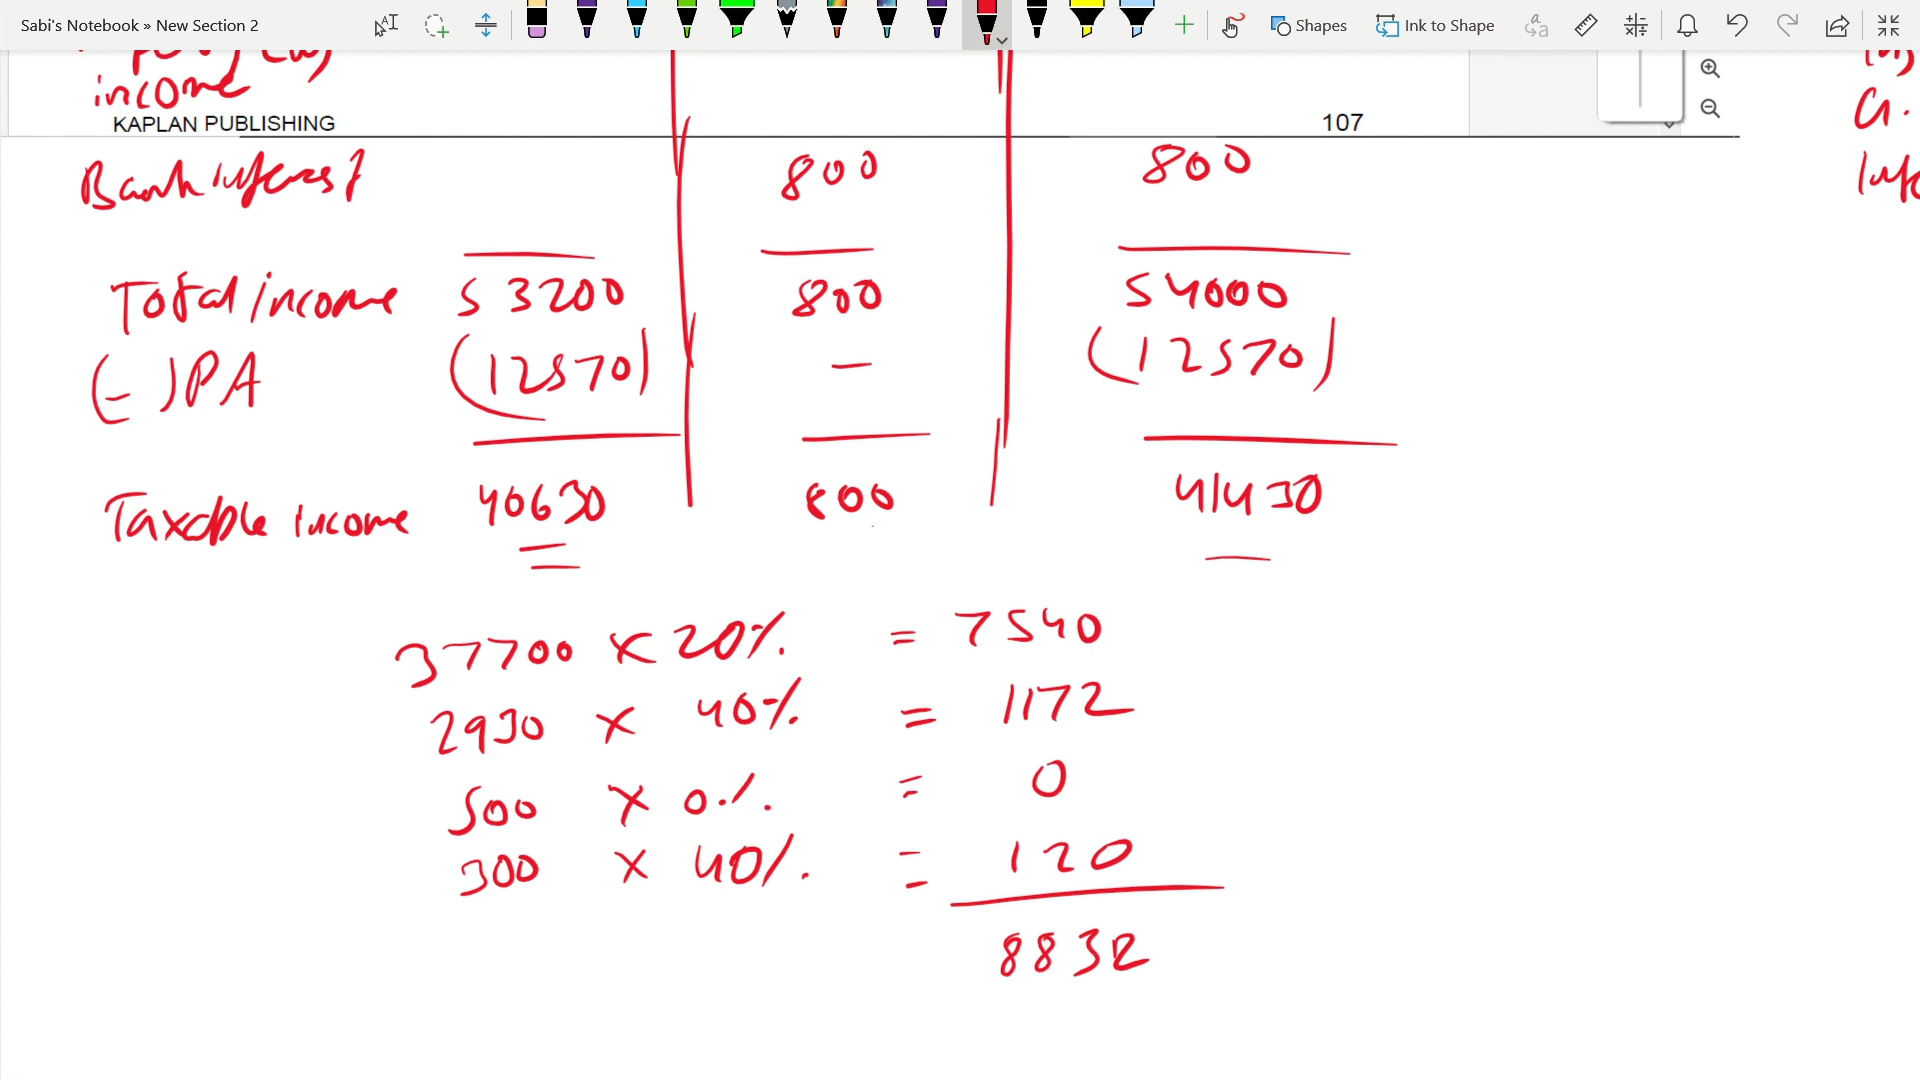 Sabi's Notebook » New Section 2
Shapes
Ink to Shape
income
KAPLAN PUBLISHING 107
Bank interest 800 800
Total income 53200 800 54000
(-) PA (12570) - (12570)
Taxable income 40630 800 41430
37700 x 20% = 7540
2930 x 40% = 1172
500 x 0% = 0
300 x 40% = 120
8832